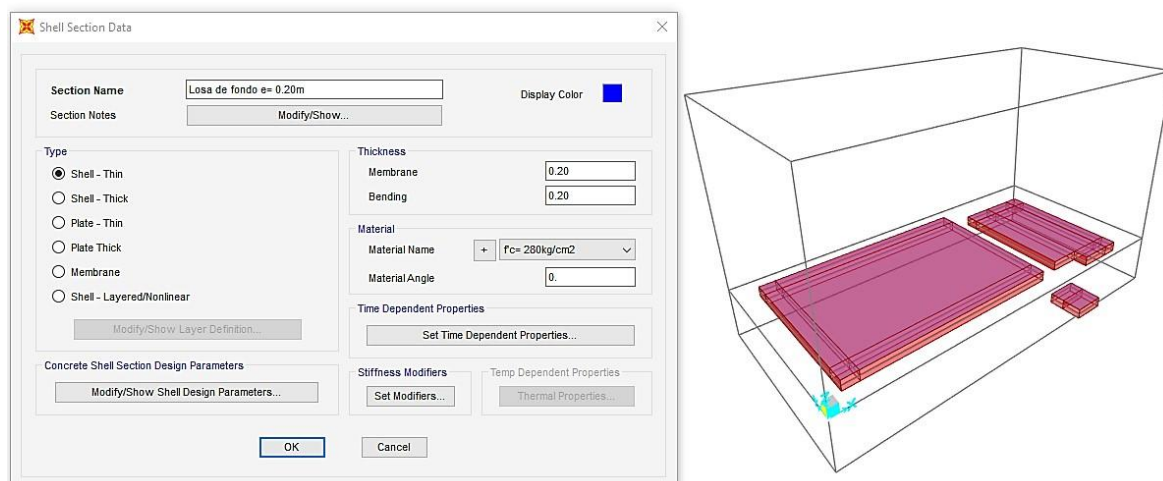 Shell Section Data
Section Name
Losa de fondo e= 0.20m
Display Color
Section Notes
Modify/Show...
Type
Shell - Thin
Shell - Thick
Plate - Thin
Plate Thick
Membrane
Shell - Layered/Nonlinear
Modify/Show Layer Definition...
Concrete Shell Section Design Parameters
Modify/Show Shell Design Parameters...
Thickness
Membrane
0.20
Bending
0.20
Material
Material Name
+
f'c= 280kg/cm2
Material Angle
0.
Time Dependent Properties
Set Time Dependent Properties...
Stiffness Modifiers
Set Modifiers...
Temp Dependent Properties
Thermal Properties...
OK
Cancel